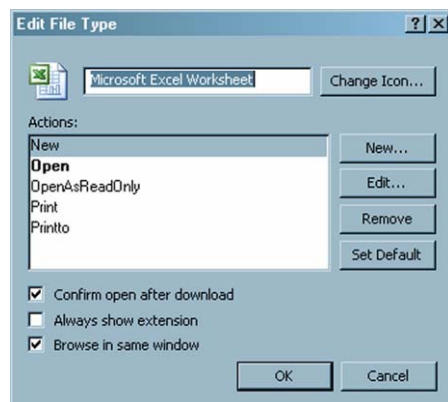 Edit File Type
Microsoft Excel Worksheet
Change Icon...
Actions:
New
Open
OpenAsReadOnly
Print
Printto
New...
Edit...
Remove
Set Default
Confirm open after download
Always show extension
Browse in same window
OK
Cancel